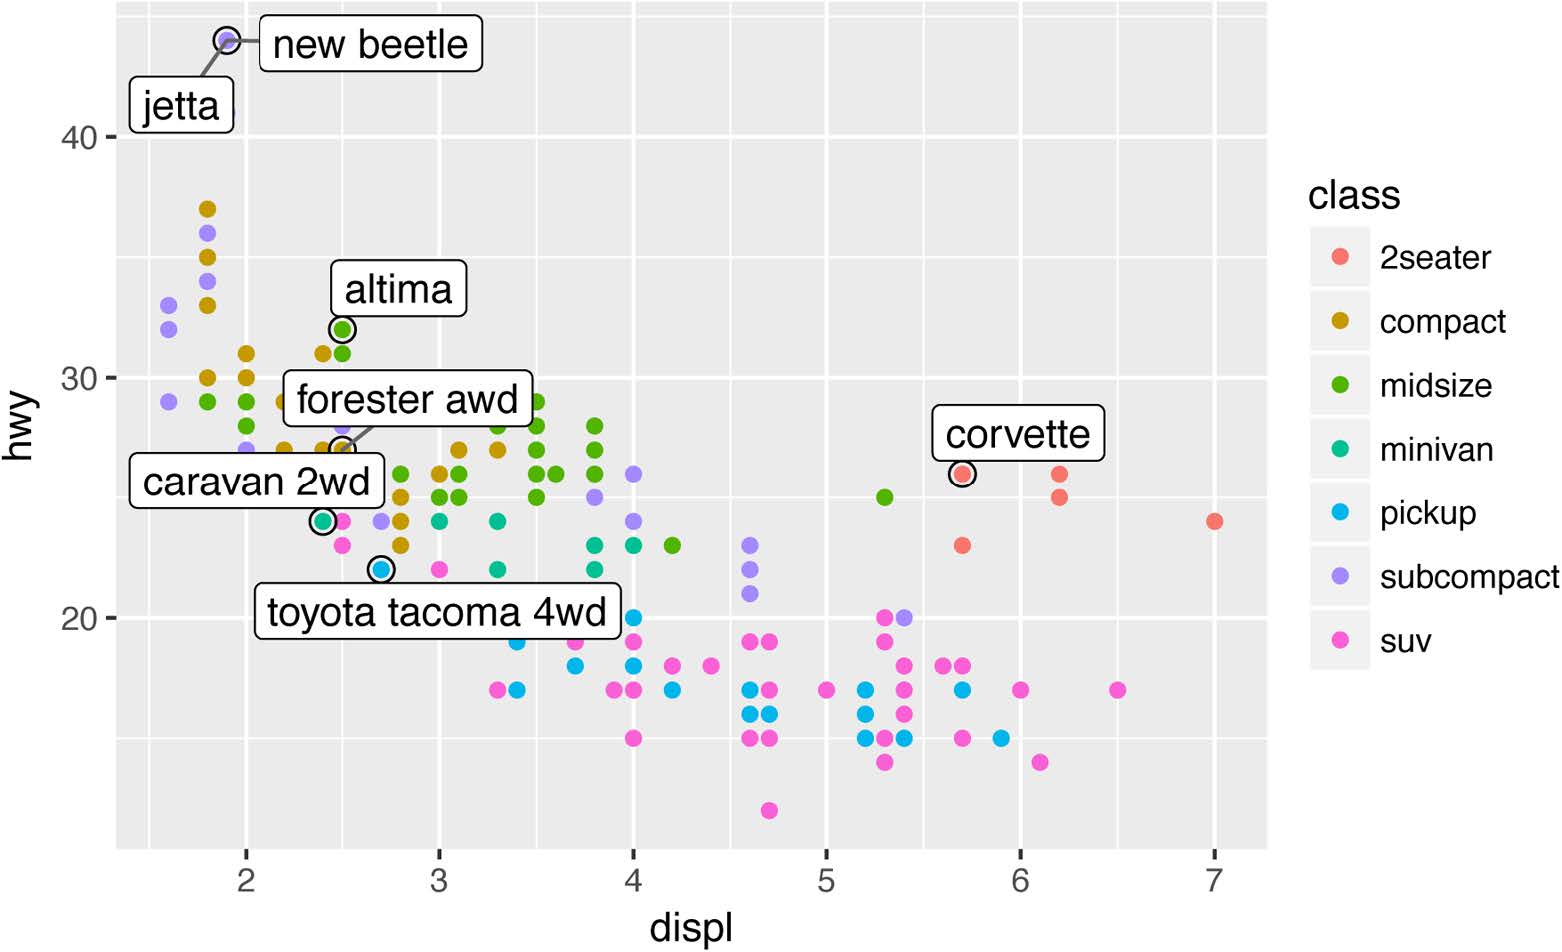 new beetle
jetta
altima
forester awd
corvette
caravan 2wd
toyota tacoma 4wd
40
30
20
hwy
2
3
4
5
6
7
displ
class
2seater
compact
midsize
minivan
pickup
subcompact
suv